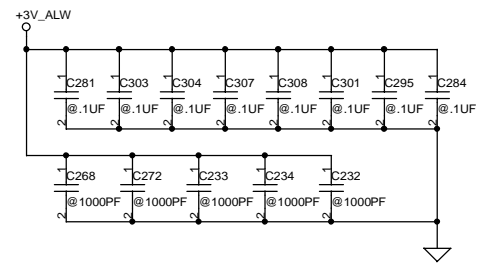 +3V_ALW
1 1 1 1 1 1 1 1
C281 C303 C304 C307 C308 C301 C295 C284
@.1UF @.1UF @.1UF @.1UF @.1UF @.1UF @.1UF @.1UF
2 2 2 2 2 2 2 2
1 1 1 1 1
C268 C272 C233 C234 C232
@1000PF @1000PF @1000PF @1000PF @1000PF
2 2 2 2 2